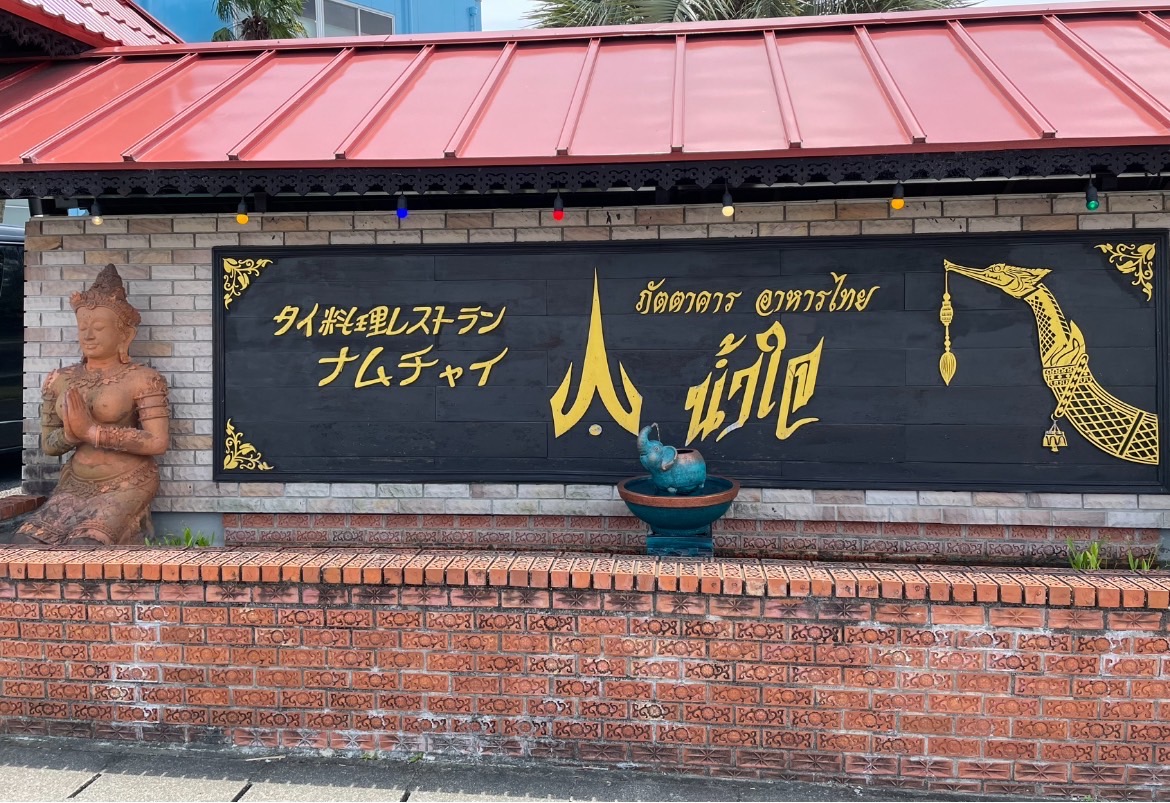 タイ料理レストラン
ナムチャイ
ภัตตาคาร อาหารไทย
น้ำใจ